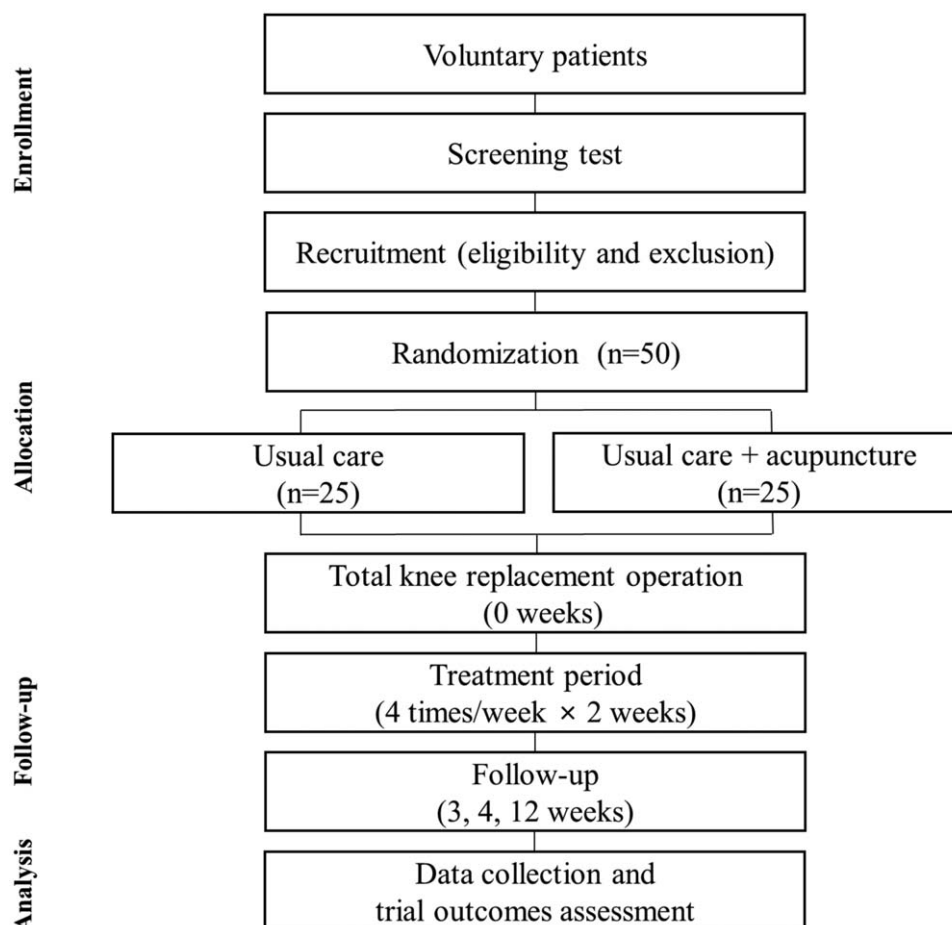 Enrollment
Voluntary patients
Screening test
Recruitment (eligibility and exclusion)
Randomization (n=50)
Allocation
Usual care
(n=25)
Usual care + acupuncture
(n=25)
Total knee replacement operation
(0 weeks)
Follow-up
Treatment period
(4 times/week × 2 weeks)
Follow-up
(3, 4, 12 weeks)
Analysis
Data collection and
trial outcomes assessment